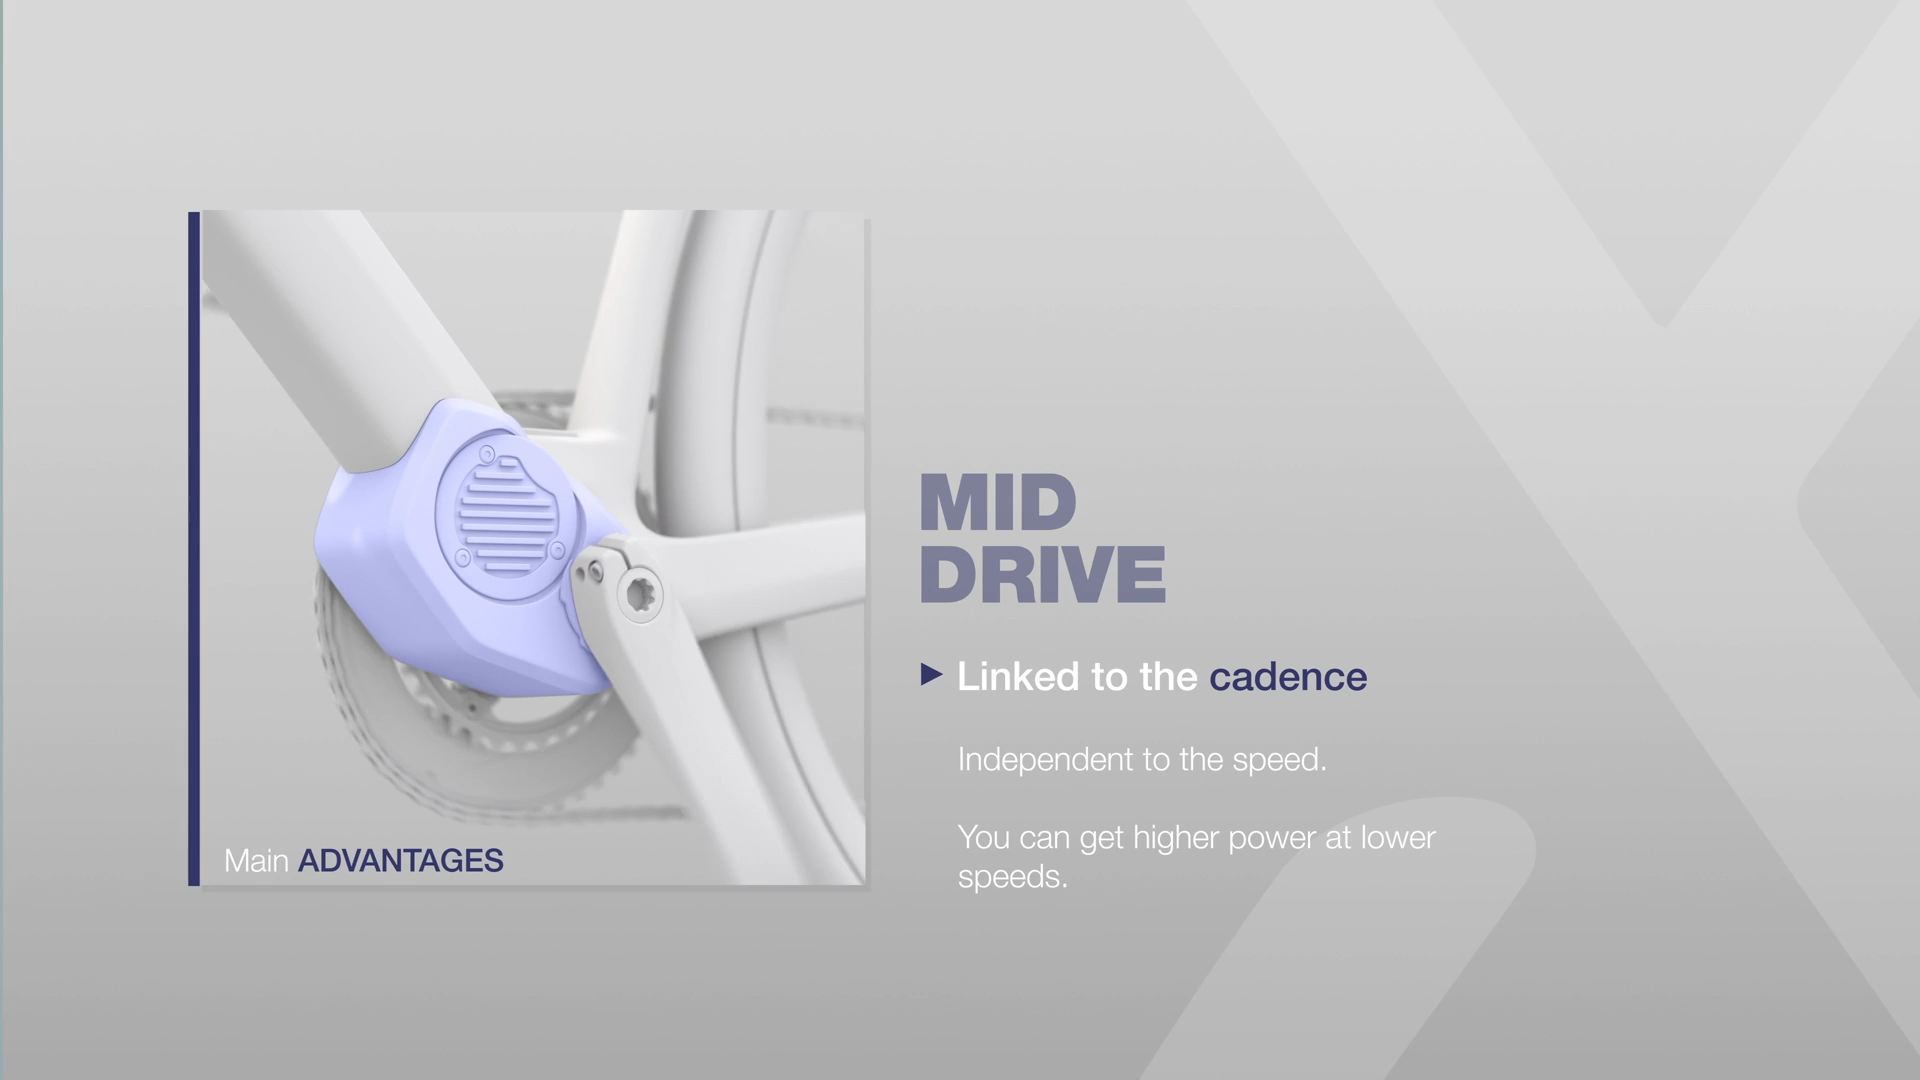 MID
DRIVE
Linked to the cadence
Independent to the speed.
You can get higher power at lower
speeds.
Main ADVANTAGES